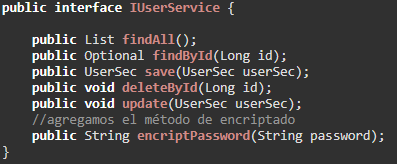 public interface IUserService {
public List findAll();
public Optional findById(Long id);
public UserSec save(UserSec userSec);
public void deleteById(Long id);
public void update(UserSec userSec);
//agregamos el método de encriptado
public String encriptPassword(String password);
}